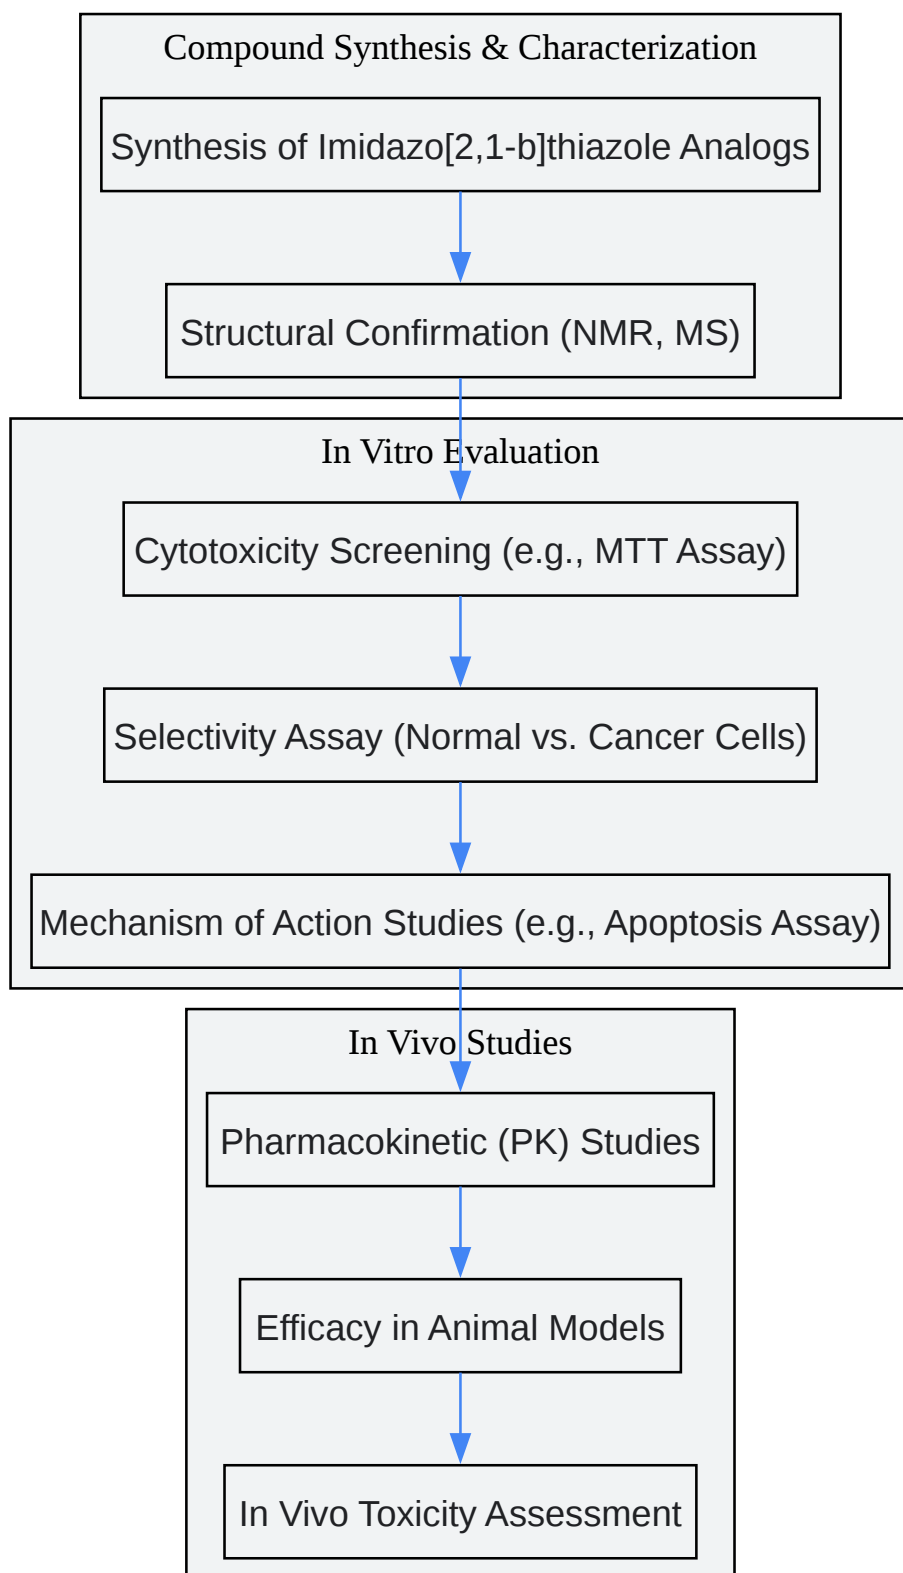 Compound Synthesis & Characterization
Synthesis of Imidazo[2,1-b]thiazole Analogs
Structural Confirmation (NMR, MS)
In Vitro Evaluation
Cytotoxicity Screening (e.g., MTT Assay)
Selectivity Assay (Normal vs. Cancer Cells)
Mechanism of Action Studies (e.g., Apoptosis Assay)
In Vivo Studies
Pharmacokinetic (PK) Studies
Efficacy in Animal Models
In Vivo Toxicity Assessment